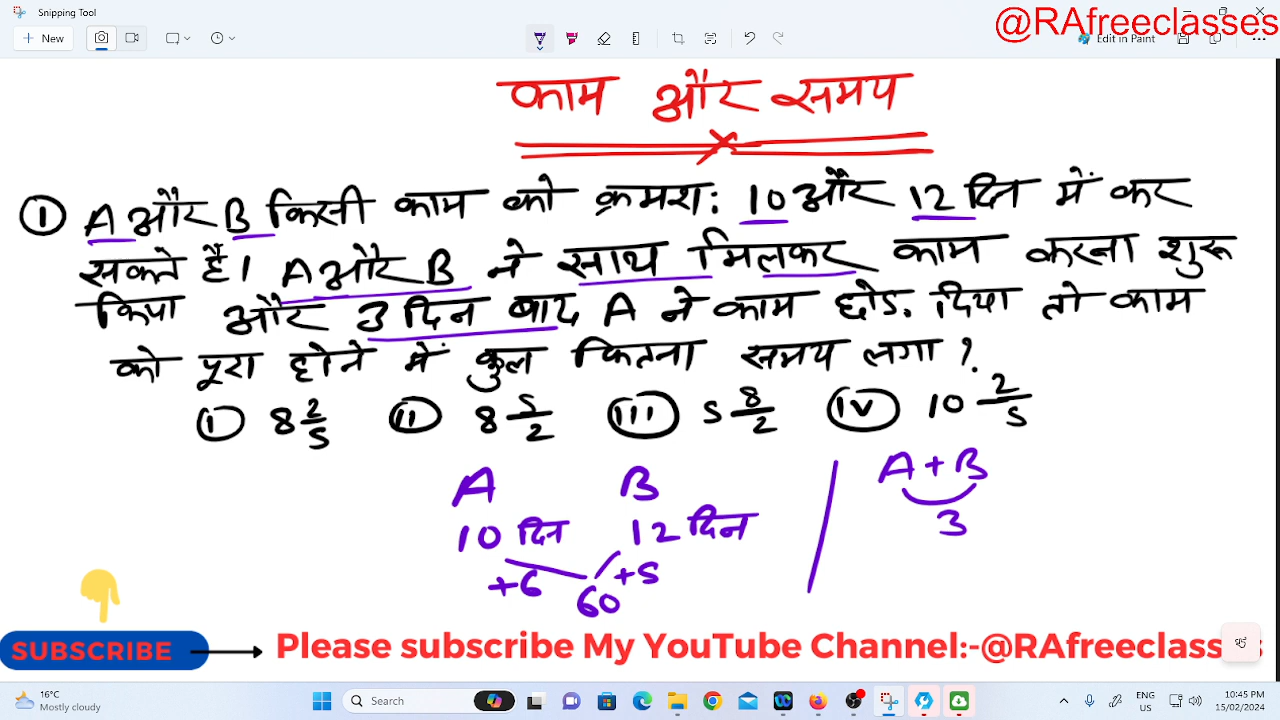 Snipping Tool
@RAfreeclasses
New
Edit in Paint
काम और समय
① A और B किसी काम को क्रमश: 10 और 12 दिन में कर
सकते हैं। A और B ने साथ मिलकर काम करना शुरू
किया और 3 दिन बाद A ने काम छोड़ दिया तो काम
को पूरा होने में कुल कितना समय लगा ?
(i) 8 2/5 (ii) 8 5/2 (iii) 5 8/2 (iv) 10 2/5
A B A + B
10 दिन 12 दिन 3
+6 60 +5
SUBSCRIBE Please subscribe My YouTube Channel:-@RAfreeclasses
16°C
Mostly cloudy
Search
ENG
US
10:25 PM
15/02/2024